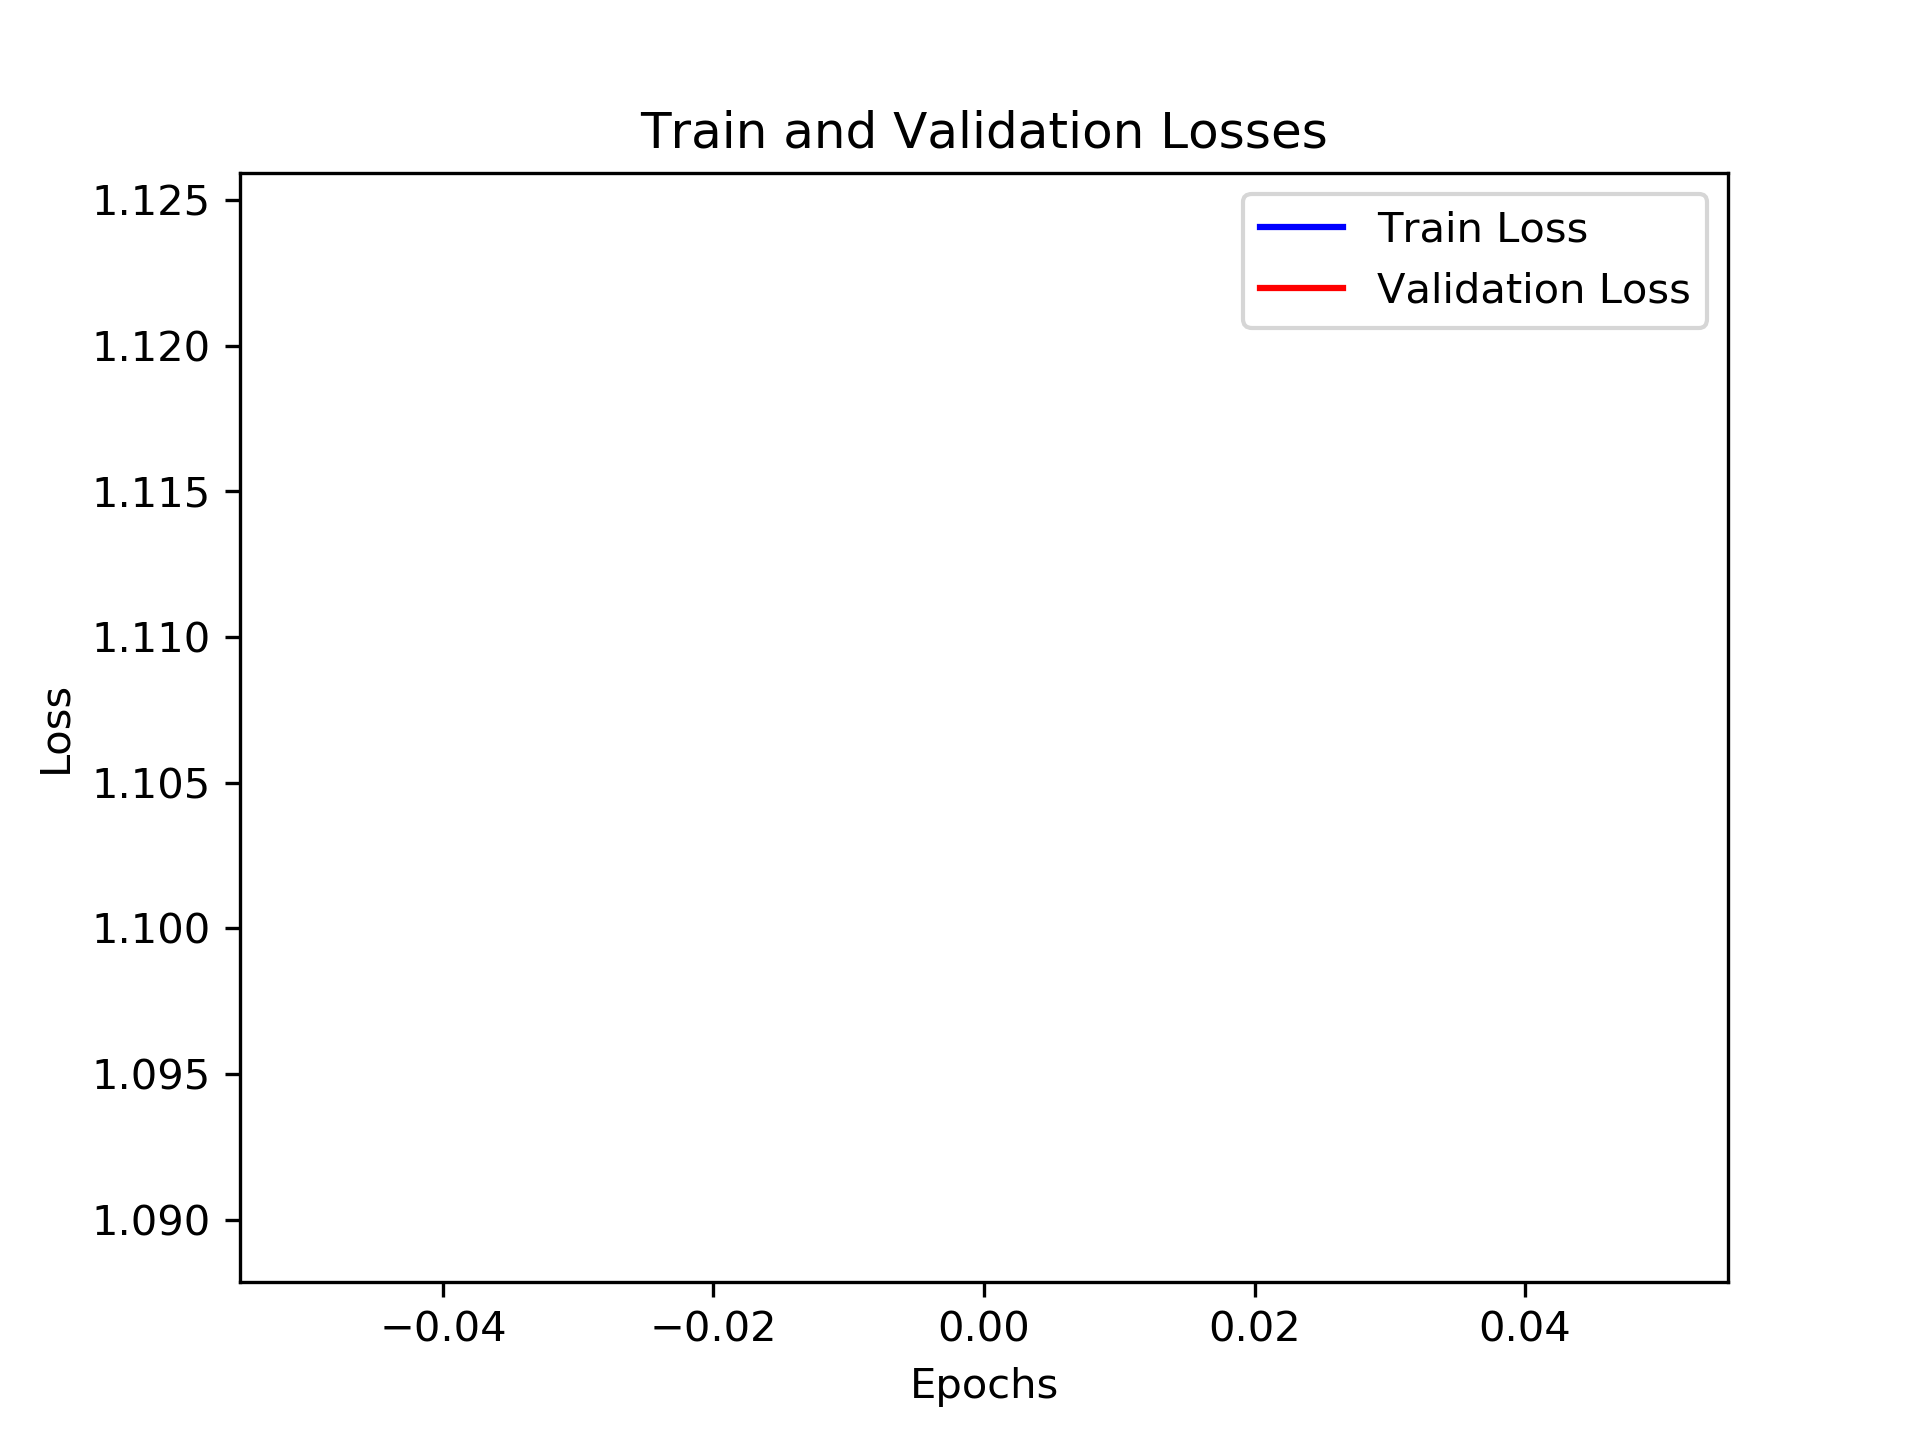 Train and Validation Losses
1.125
1.120
1.115
1.110
1.105
1.100
1.095
1.090
Loss
Train Loss
Validation Loss
−0.04
−0.02
0.00
0.02
0.04
Epochs